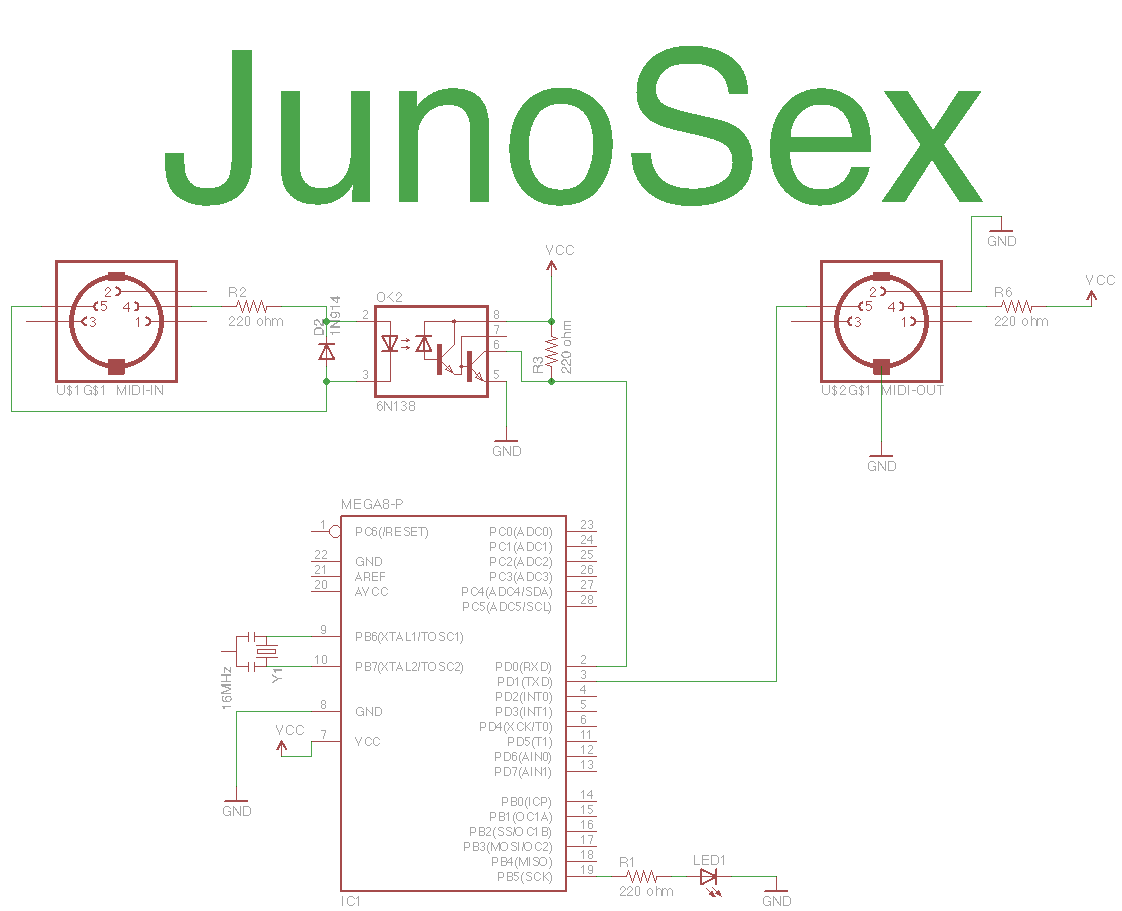 JunoSex
GND
VCC
VCC
2
5
4
3
1
U$1G$1 MIDI-IN
R2
220 ohm
D2
1N914
OK2
2
3
8
7
6
5
6N138
R3
220 ohm
GND
2
5
4
3
1
U$2G$1 MIDI-OUT
R6
220 ohm
GND
MEGA8-P
1 PC6(/RESET)
22 GND
21 AREF
20 AVCC
9 PB6(XTAL1/TOSC1)
10 PB7(XTAL2/TOSC2)
8 GND
7 VCC
16MHz
Y1
VCC
GND
PC0(ADC0) 23
PC1(ADC1) 24
PC2(ADC2) 25
PC3(ADC3) 26
PC4(ADC4/SDA) 27
PC5(ADC5/SCL) 28
PD0(RXD) 2
PD1(TXD) 3
PD2(INT0) 4
PD3(INT1) 5
PD4(XCK/T0) 6
PD5(T1) 11
PD6(AIN0) 12
PD7(AIN1) 13
PB0(ICP) 14
PB1(OC1A) 15
PB2(SS/OC1B) 16
PB3(MOSI/OC2) 17
PB4(MISO) 18
PB5(SCK) 19
IC1
R1
220 ohm
LED1
GND